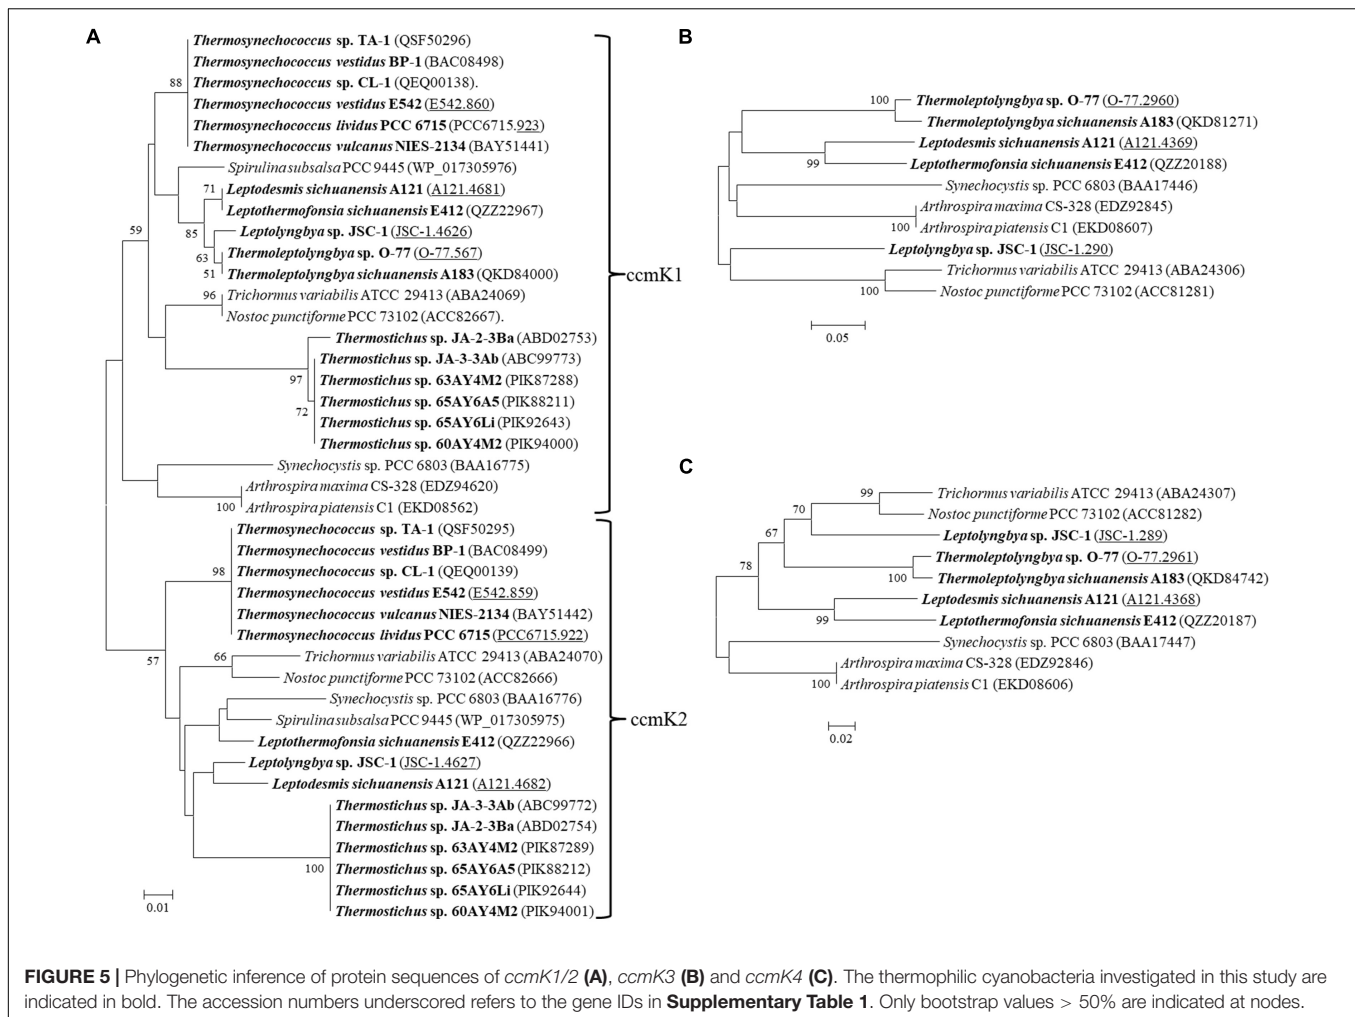 A
Thermosynechococcus sp. TA-1 (QSF50296)
Thermosynechococcus vestidus BP-1 (BAC08498)
88
Thermosynechococcus sp. CL-1 (QEQ00138).
Thermosynechococcus vestidus E542 (E542.860)
Thermosynechococcus lividus PCC 6715 (PCC6715.923)
Thermosynechococcus vulcanus NIES-2134 (BAY51441)
Spirulina subsalsa PCC 9445 (WP_017305976)
71
Leptodesmis sichuanensis A121 (A121.4681)
Leptothermofonsia sichuanensis E412 (QZZ22967)
59
85
Leptolyngbya sp. JSC-1 (JSC-1.4626)
63
Thermoleptolyngbya sp. O-77 (O-77.567)
51
Thermoleptolyngbya sichuanensis A183 (QKD84000)
ccmK1
96
Trichormus variabilis ATCC 29413 (ABA24069)
Nostoc punctiforme PCC 73102 (ACC82667).
Thermostichus sp. JA-2-3Ba (ABD02753)
Thermostichus sp. JA-3-3Ab (ABC99773)
97
Thermostichus sp. 63AY4M2 (PIK87288)
Thermostichus sp. 65AY6A5 (PIK88211)
72
Thermostichus sp. 65AY6Li (PIK92643)
Thermostichus sp. 60AY4M2 (PIK94000)
Synechocystis sp. PCC 6803 (BAA16775)
Arthrospira maxima CS-328 (EDZ94620)
100
Arthrospira piatensis C1 (EKD08562)
Thermosynechococcus sp. TA-1 (QSF50295)
Thermosynechococcus vestidus BP-1 (BAC08499)
98
Thermosynechococcus sp. CL-1 (QEQ00139)
Thermosynechococcus vestidus E542 (E542.859)
Thermosynechococcus vulcanus NIES-2134 (BAY51442)
Thermosynechococcus lividus PCC 6715 (PCC6715.922)
57
66
Trichormus variabilis ATCC 29413 (ABA24070)
Nostoc punctiforme PCC 73102 (ACC82666)
Synechocystis sp. PCC 6803 (BAA16776)
Spirulina subsalsa PCC 9445 (WP_017305975)
ccmK2
Leptothermofonsia sichuanensis E412 (QZZ22966)
Leptolyngbya sp. JSC-1 (JSC-1.4627)
Leptodesmis sichuanensis A121 (A121.4682)
Thermostichus sp. JA-3-3Ab (ABC99772)
Thermostichus sp. JA-2-3Ba (ABD02754)
Thermostichus sp. 63AY4M2 (PIK87289)
100
Thermostichus sp. 65AY6A5 (PIK88212)
Thermostichus sp. 65AY6Li (PIK92644)
Thermostichus sp. 60AY4M2 (PIK94001)
0.01
B
100
Thermoleptolyngbya sp. O-77 (O-77.2960)
Thermoleptolyngbya sichuanensis A183 (QKD81271)
Leptodesmis sichuanensis A121 (A121.4369)
99
Leptothermofonsia sichuanensis E412 (QZZ20188)
Synechocystis sp. PCC 6803 (BAA17446)
Arthrospira maxima CS-328 (EDZ92845)
100
Arthrospira piatensis C1 (EKD08607)
Leptolyngbya sp. JSC-1 (JSC-1.290)
Trichormus variabilis ATCC 29413 (ABA24306)
100
Nostoc punctiforme PCC 73102 (ACC81281)
0.05
C
99
Trichormus variabilis ATCC 29413 (ABA24307)
70
Nostoc punctiforme PCC 73102 (ACC81282)
67
Leptolyngbya sp. JSC-1 (JSC-1.289)
Thermoleptolyngbya sp. O-77 (O-77.2961)
78
100
Thermoleptolyngbya sichuanensis A183 (QKD84742)
Leptodesmis sichuanensis A121 (A121.4368)
99
Leptothermofonsia sichuanensis E412 (QZZ20187)
Synechocystis sp. PCC 6803 (BAA17447)
Arthrospira maxima CS-328 (EDZ92846)
100
Arthrospira piatensis C1 (EKD08606)
0.02
FIGURE 5 | Phylogenetic inference of protein sequences of ccmK1/2 (A), ccmK3 (B) and ccmK4 (C). The thermophilic cyanobacteria investigated in this study are
indicated in bold. The accession numbers underscored refers to the gene IDs in Supplementary Table 1. Only bootstrap values > 50% are indicated at nodes.